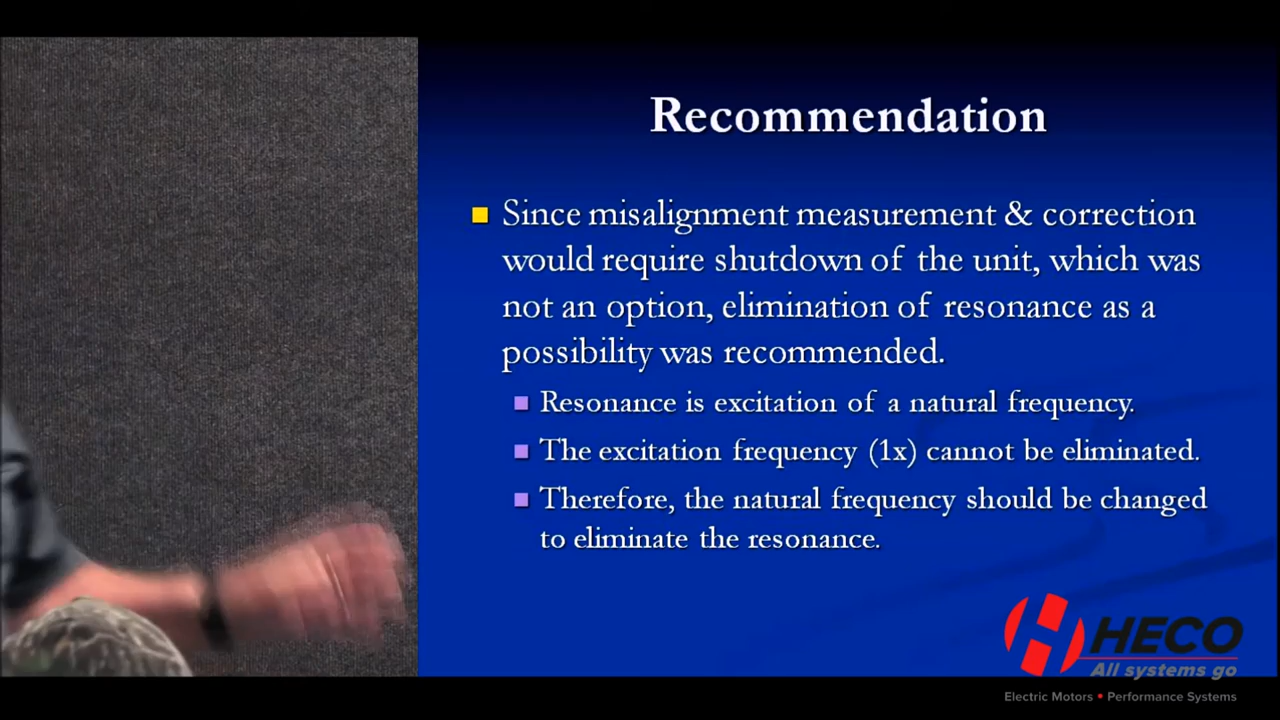 Recommendation
Since misalignment measurement & correction
would require shutdown of the unit, which was
not an option, elimination of resonance as a
possibility was recommended.
Resonance is excitation of a natural frequency.
The excitation frequency (1x) cannot be eliminated.
Therefore, the natural frequency should be changed
to eliminate the resonance.
HECO
All systems go
Electric Motors • Performance Systems